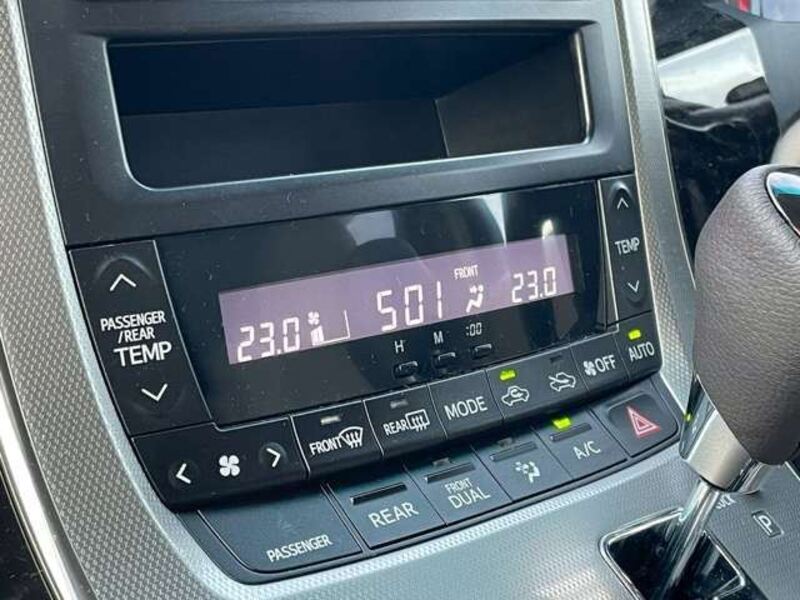 FRONT
23.0 501 23.0
H M :00
PASSENGER
/REAR
TEMP
TEMP
FRONT REAR MODE OFF AUTO
PASSENGER REAR FRONT
DUAL A/C
P